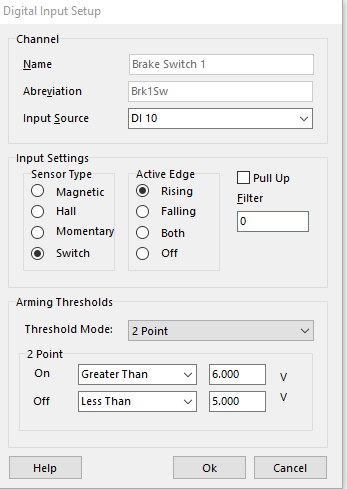 Digital Input Setup
Channel
Name Brake Switch 1
Abreviation Brk1Sw
Input Source DI 10
Input Settings
Sensor Type
Magnetic
Hall
Momentary
Switch
Active Edge
Rising
Falling
Both
Off
Pull Up
Filter
0
Arming Thresholds
Threshold Mode: 2 Point
2 Point
On Greater Than 6.000 V
Off Less Than 5.000 V
Help Ok Cancel